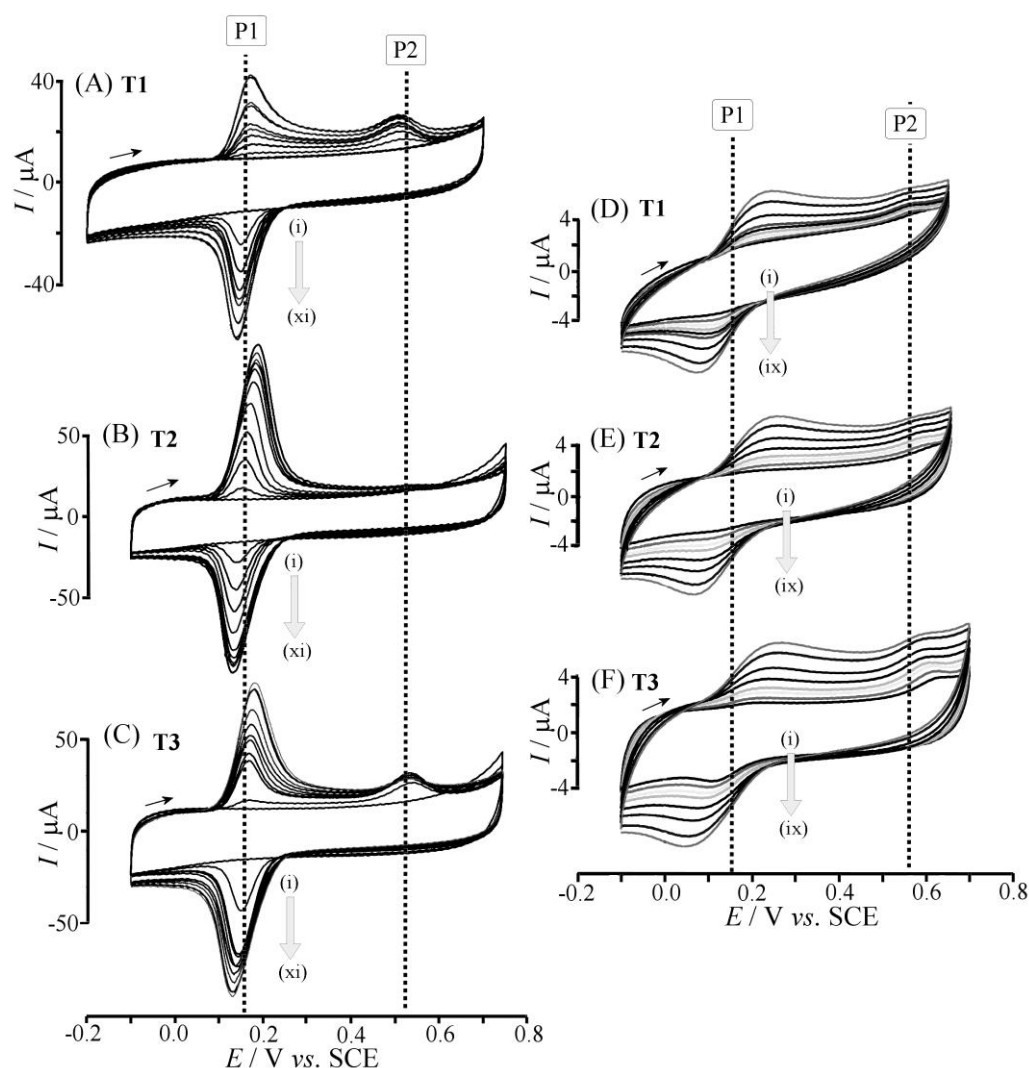 P1
P2
(A) T1
40
0
-40
I / μA
(i)
(xi)
(B) T2
50
0
-50
I / μA
(i)
(xi)
(C) T3
50
0
-50
I / μA
(i)
(xi)
-0.2 0.0 0.2 0.4 0.6 0.8
E / V vs. SCE
P1
P2
(D) T1
4
0
-4
I / μA
(i)
(ix)
(E) T2
4
0
-4
I / μA
(i)
(ix)
(F) T3
4
0
-4
I / μA
(i)
(ix)
-0.2 0.0 0.2 0.4 0.6 0.8
E / V vs. SCE